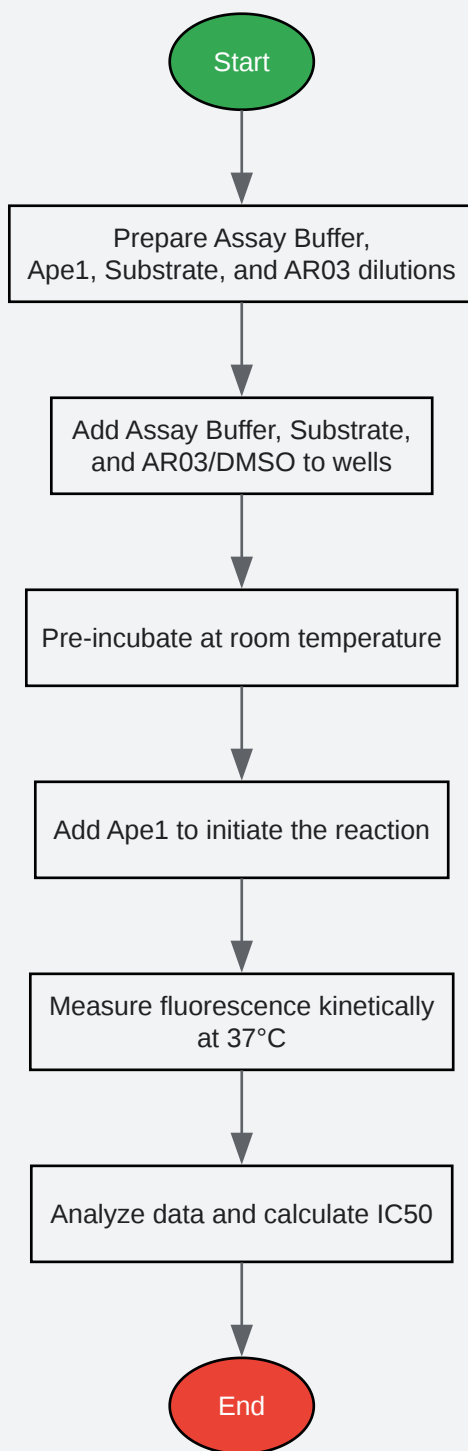 Start
Prepare Assay Buffer,
Ape1, Substrate, and AR03 dilutions
Add Assay Buffer, Substrate,
and AR03/DMSO to wells
Pre-incubate at room temperature
Add Ape1 to initiate the reaction
Measure fluorescence kinetically
at 37°C
Analyze data and calculate IC50
End